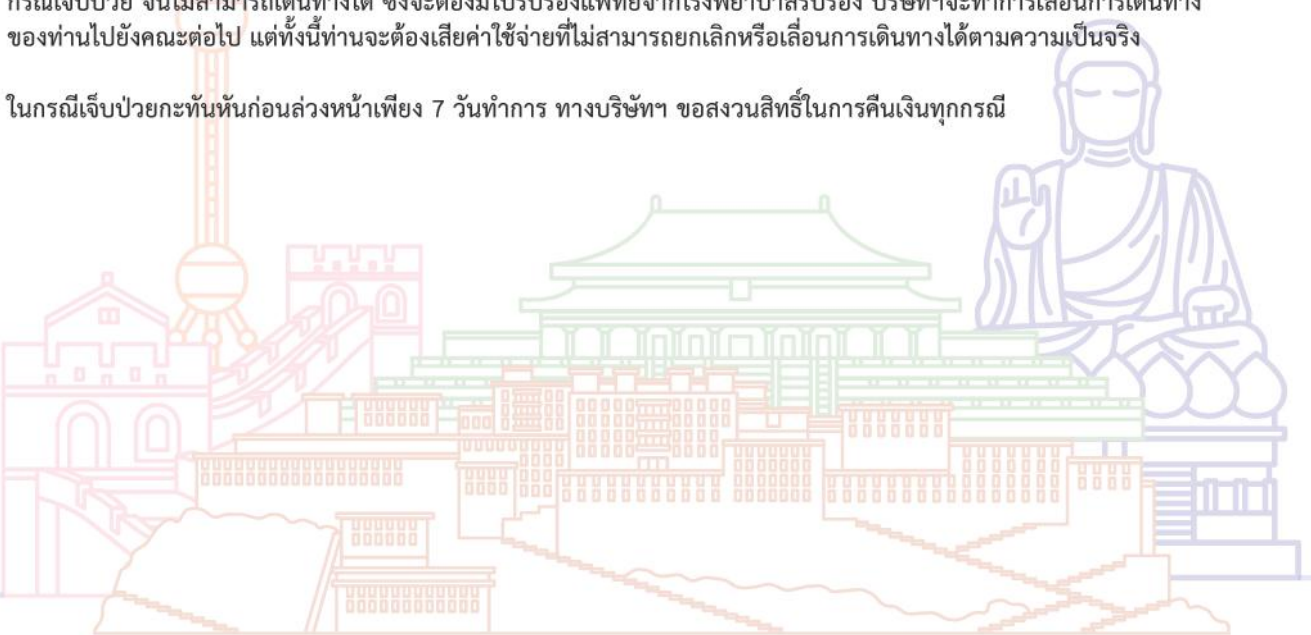 กรณีเจ็บป่วย จนไม่สามารถเดินทางได้ ซึ่งจะต้องมีใบรับรองแพทย์จากโรงพยาบาลรับรอง บริษัทฯจะทำการเลื่อนการเดินทาง
ของท่านไปยังคณะต่อไป แต่ทั้งนี้ท่านจะต้องเสียค่าใช้จ่ายที่ไม่สามารถยกเลิกหรือเลื่อนการเดินทางได้ตามความเป็นจริง
ในกรณีเจ็บป่วยกะทันหันก่อนล่วงหน้าเพียง 7 วันทำการ ทางบริษัทฯ ขอสงวนสิทธิ์ในการคืนเงินทุกกรณี